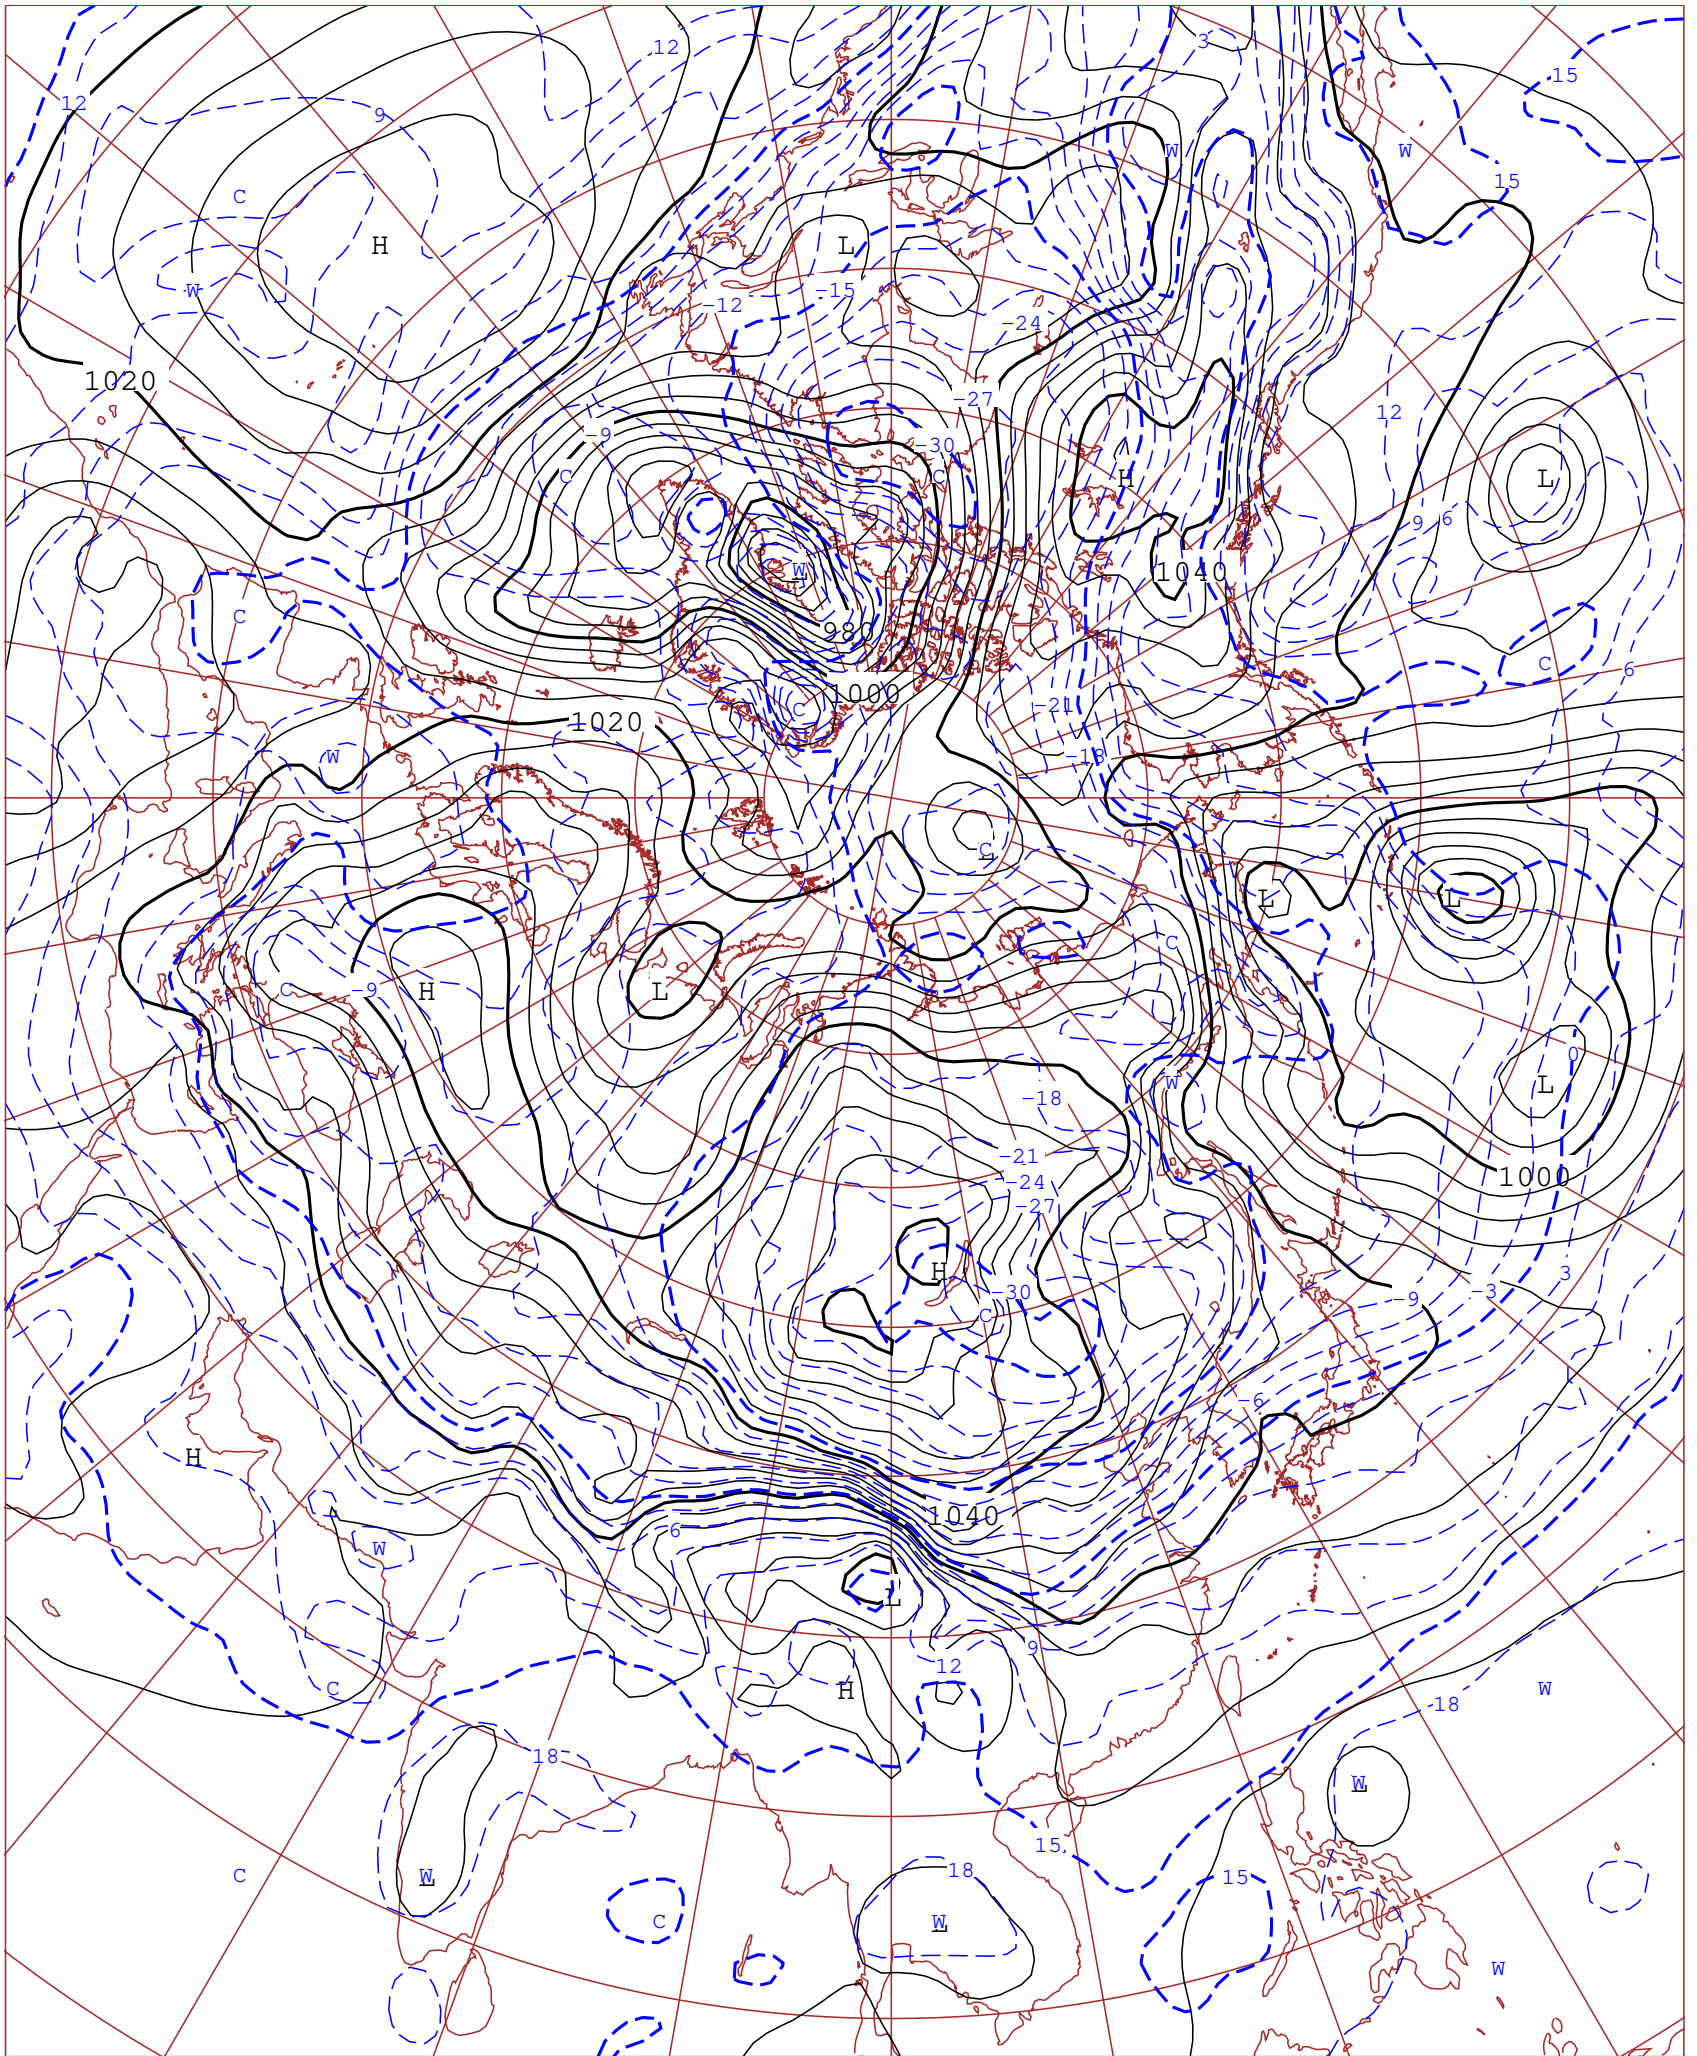 12 3
15
12 9
W W
15
C
H L
W -12 -15
-24
1020
-27
12
-9 -30
C C H L
9 6
W 1040
C
980
C
6
1000
C -21
1020
W -18
C
L L
C
C -9 H L
0
W L
-18
-21
1000
-24
-27
H 3
-30 -3
-9
C
-6
H
1040
6
W
L
9
12
C H W
-18
18
W L
15
18 15
C W L
C W L
W